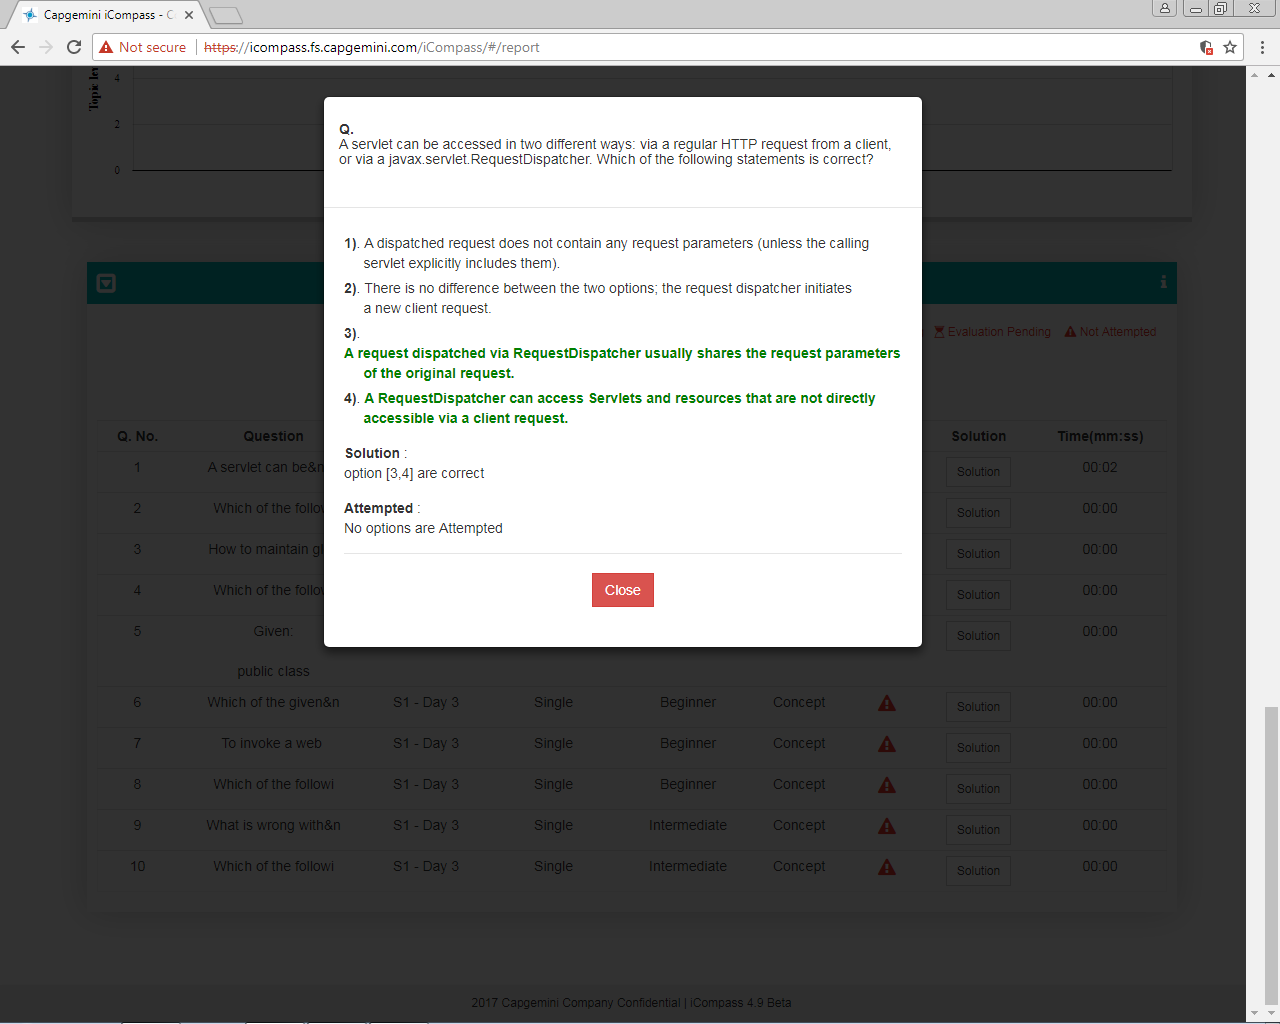 Capgemini iCompass - C
Not secure
https://icompass.fs.capgemini.com/iCompass/#/report
Topic lev
4
2
0
Q.
A servlet can be accessed in two different ways: via a regular HTTP request from a client,
or via a javax.servlet.RequestDispatcher. Which of the following statements is correct?
1). A dispatched request does not contain any request parameters (unless the calling
servlet explicitly includes them).
2). There is no difference between the two options; the request dispatcher initiates
a new client request.
3).
A request dispatched via RequestDispatcher usually shares the request parameters
of the original request.
4). A RequestDispatcher can access Servlets and resources that are not directly
accessible via a client request.
Solution :
option [3,4] are correct
Attempted :
No options are Attempted
Close
Evaluation Pending Not Attempted
Q. No. Question Solution Time(mm:ss)
1 A servlet can be&n Solution 00:02
2 Which of the follow Solution 00:00
3 How to maintain gl Solution 00:00
4 Which of the follow Solution 00:00
5 Given: Solution 00:00
public class
6 Which of the given&n S1 - Day 3 Single Beginner Concept Solution 00:00
7 To invoke a web S1 - Day 3 Single Beginner Concept Solution 00:00
8 Which of the followi S1 - Day 3 Single Beginner Concept Solution 00:00
9 What is wrong with&n S1 - Day 3 Single Intermediate Concept Solution 00:00
10 Which of the followi S1 - Day 3 Single Intermediate Concept Solution 00:00
2017 Capgemini Company Confidential | iCompass 4.9 Beta